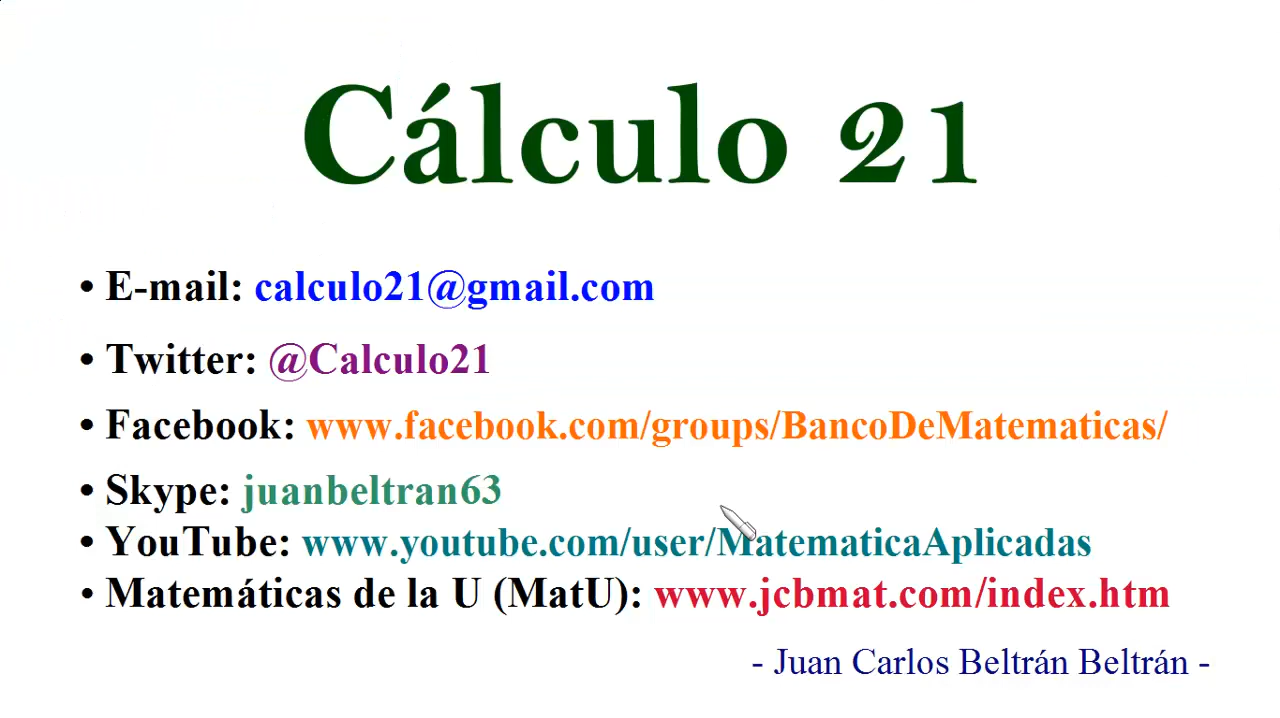 Cálculo 21
• E-mail: calculo21@gmail.com
• Twitter: @Calculo21
• Facebook: www.facebook.com/groups/BancoDeMatematicas/
• Skype: juanbeltran63
• YouTube: www.youtube.com/user/MatematicaAplicadas
• Matemáticas de la U (MatU): www.jcbmat.com/index.htm
- Juan Carlos Beltrán Beltrán -